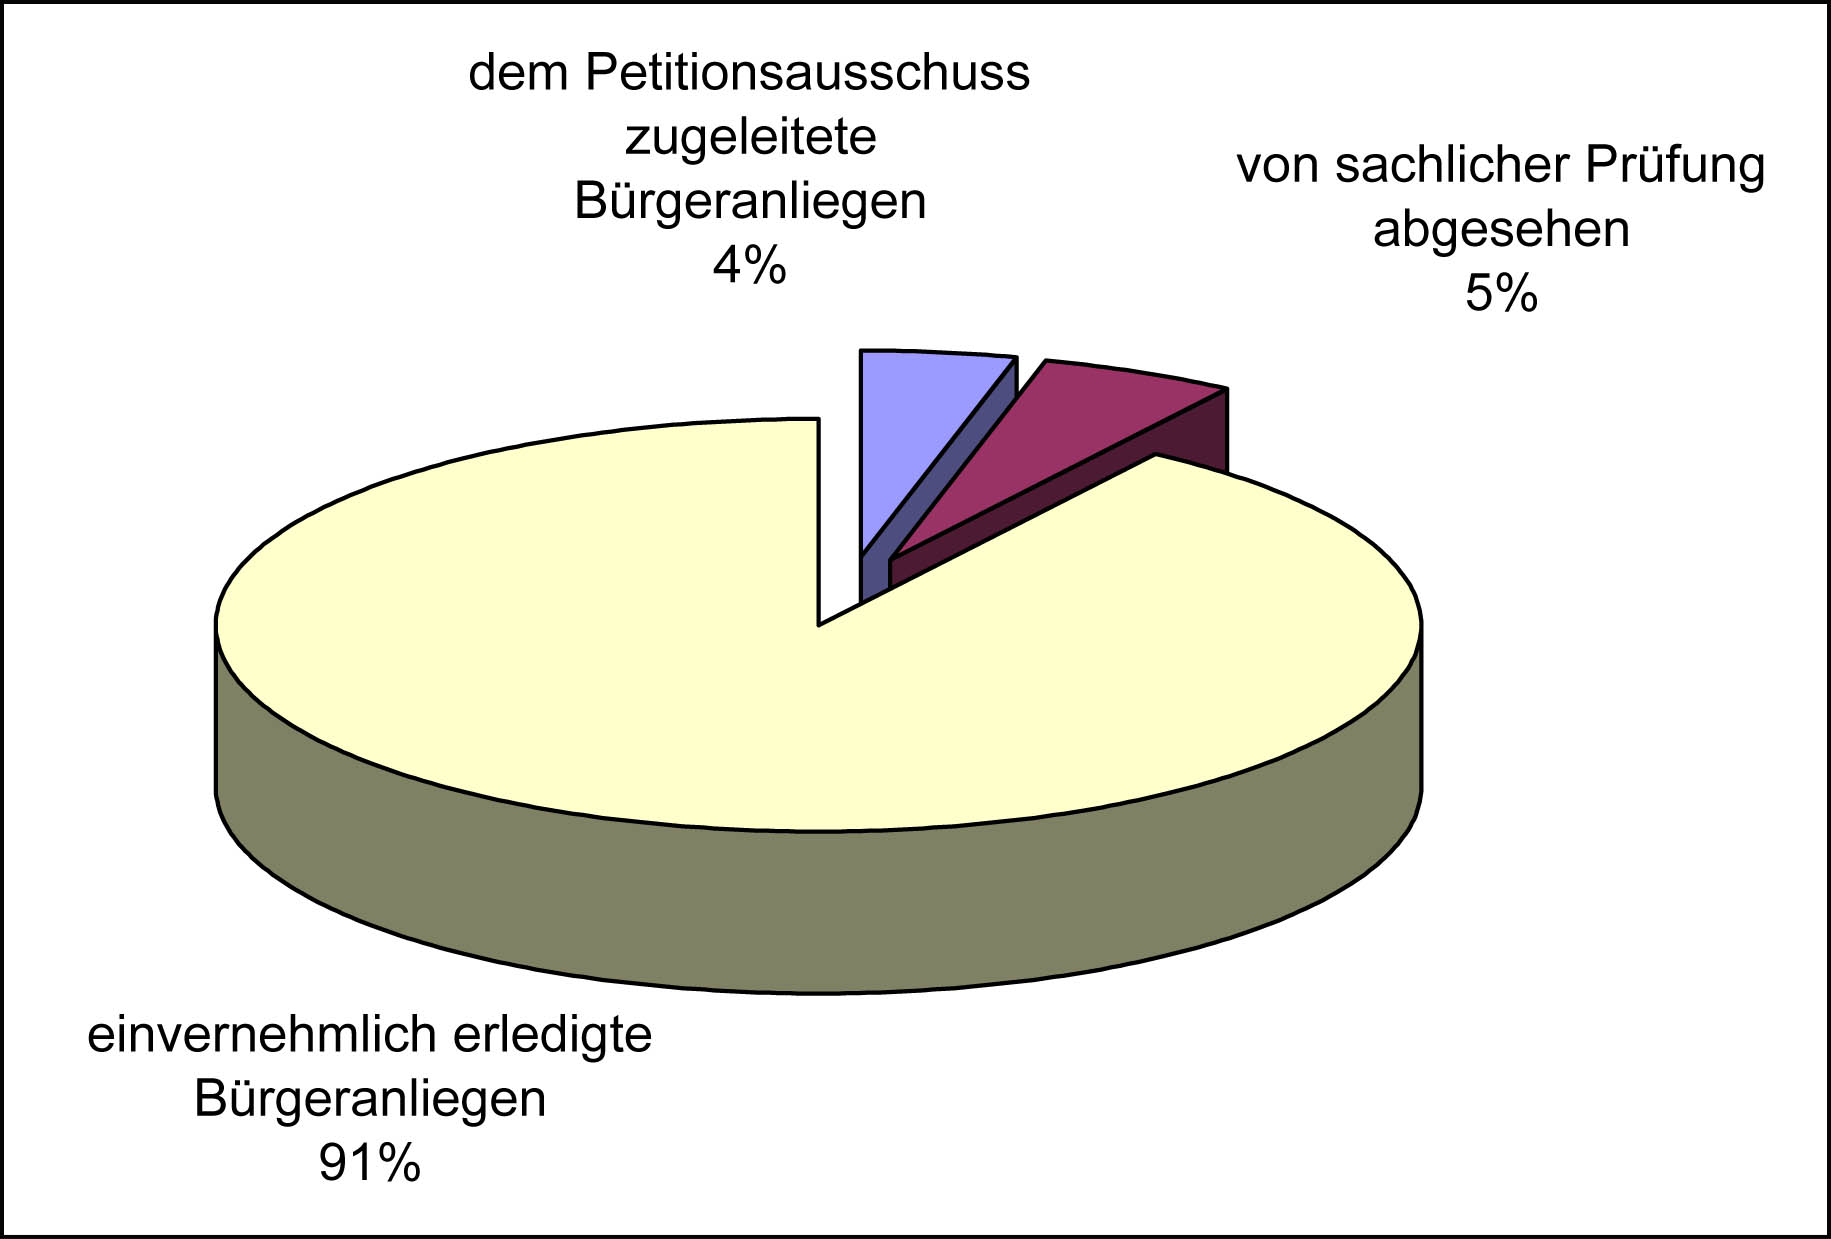 dem Petitionsausschuss
zugeleitete
Bürgeranliegen
4%
von sachlicher Prüfung
abgesehen
5%
einvernehmlich erledigte
Bürgeranliegen
91%